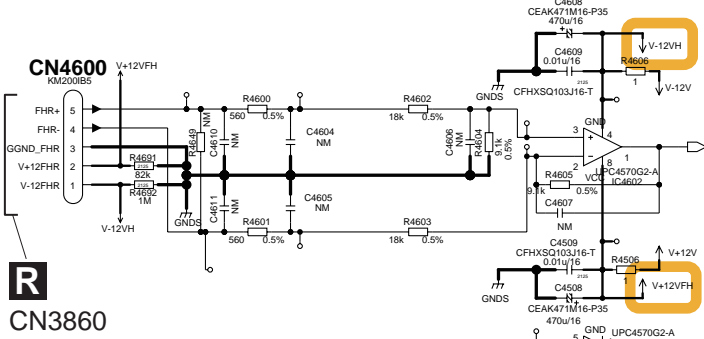 C4608
CEAK471M16-P35
470u/16
V-12VH
C4609
0.01u/16
2125
R4606
1
GNDS
CFHXSQ103J16-T
V-12V
CN4600
KM200IB5
V+12VFH
FHR+ 5
FHR- 4
GGND_FHR 3
V+12FHR 2
V-12FHR 1
R4691
2125
82k
2125
R4692
1M
V-12VH
GNDS
R4649
NM
C4610
NM
C4611
NM
R4600
560 0.5%
C4604
NM
C4605
NM
R4601
560 0.5%
R4602
18k 0.5%
R4603
18k 0.5%
C4606
NM
R4604
9.1k
0.5%
GND
3 4
1
2 8
VCC
UPC4570G2-A
IC4602
R4605
9.1k 0.5%
C4607
NM
C4509
CFHXSQ103J16-T
0.01u/16
2125
R4506
1
V+12V
GNDS
C4508
V+12VFH
CEAK471M16-P35
470u/16
GND UPC4570G2-A
5
R
CN3860